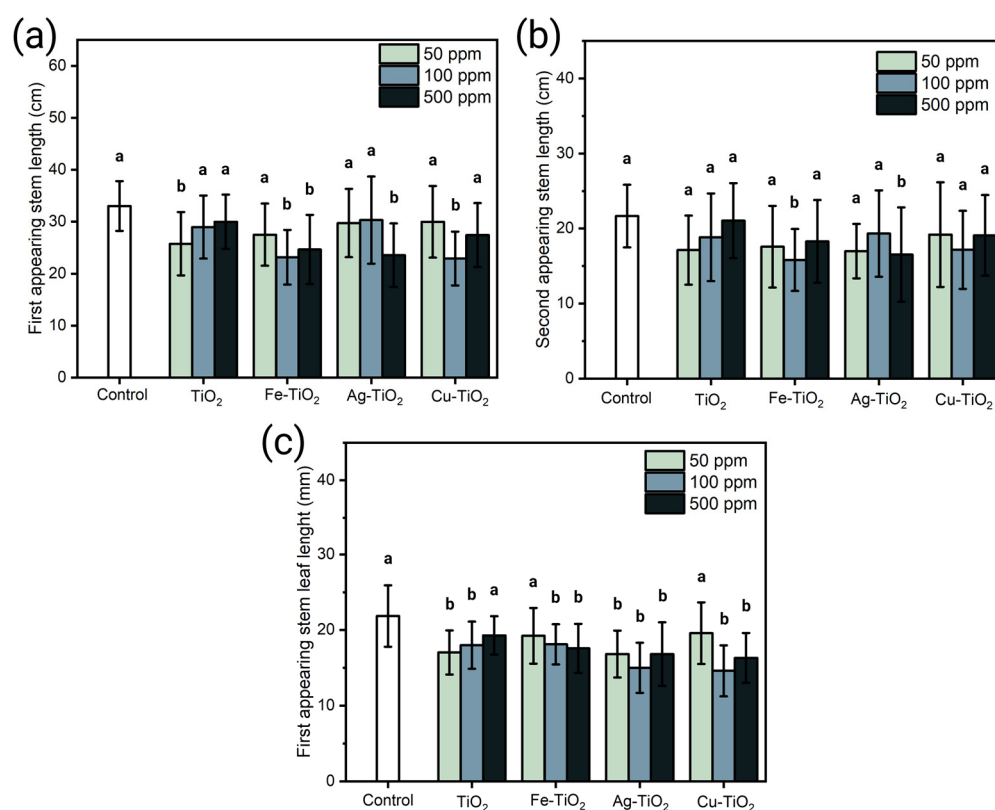 (a)
50 ppm
100 ppm
500 ppm
First appearing stem length (cm)
60
50
40
30
20
10
0
a
b a a
a b b
a a b
a b a
Control TiO₂ Fe-TiO₂ Ag-TiO₂ Cu-TiO₂
(b)
50 ppm
100 ppm
500 ppm
Second appearing stem length (cm)
40
30
20
10
0
a
a a a
a b a
a a b
a a a
Control TiO₂ Fe-TiO₂ Ag-TiO₂ Cu-TiO₂
(c)
50 ppm
100 ppm
500 ppm
First appearing stem leaf lenght (mm)
40
30
20
10
0
a
b b a
a b b
b b b
a b b
Control TiO₂ Fe-TiO₂ Ag-TiO₂ Cu-TiO₂